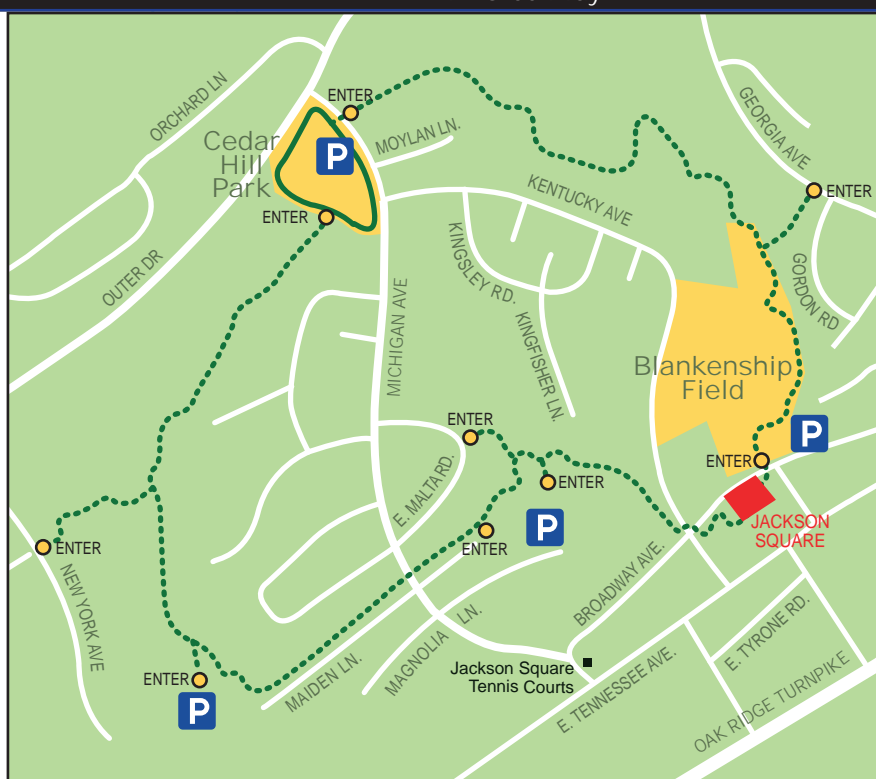 ENTER
ORCHARD LN
Cedar
Hill
Park
P
MOYLAN LN.
GEORGIA AVE
ENTER
ENTER
KENTUCKY AVE
OUTER DR
KINGSLEY RD.
GORDON RD
MICHIGAN AVE
KINGFISHER LN.
Blankenship
Field
ENTER
P
E. MALTA RD.
ENTER
ENTER
P
JACKSON
SQUARE
ENTER
ENTER
NEW YORK AVE
BROADWAY AVE.
MAGNOLIA LN.
E. TYRONE RD.
Jackson Square
Tennis Courts
ENTER
P
MAIDEN LN.
E. TENNESSEE AVE.
OAK RIDGE TURNPIKE